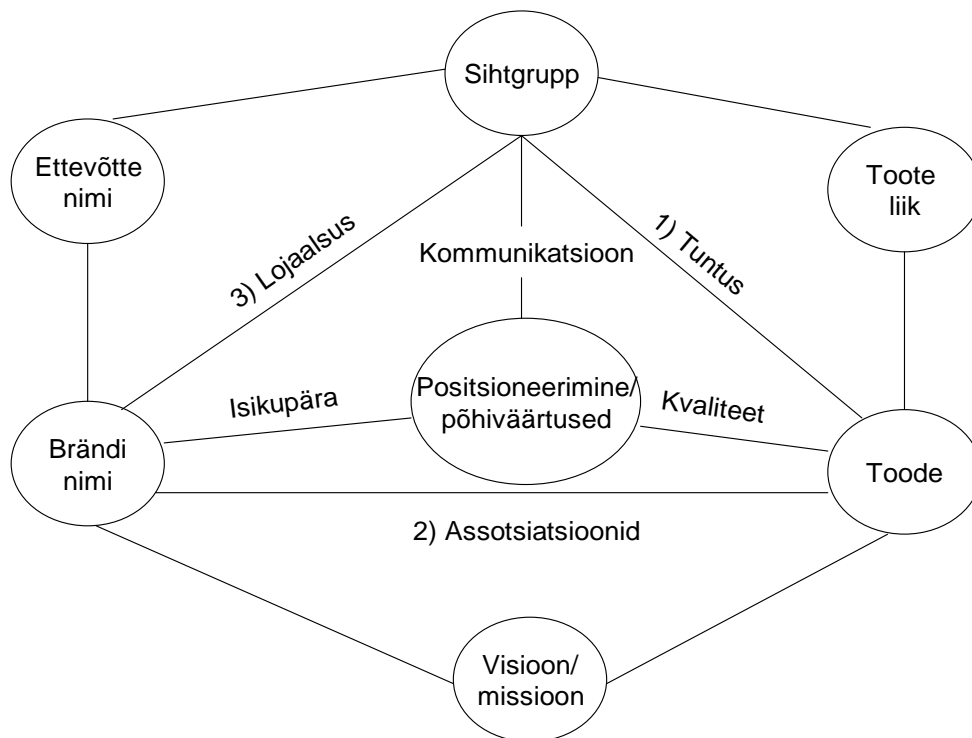 Sihtgrupp
Ettevõtte
nimi
Toote
liik
3) Lojaalsus
Kommunikatsioon
1) Tuntus
Isikupära
Positsioneerimine/
põhiväärtused
Kvaliteet
Brändi
nimi
Toode
2) Assotsiatsioonid
Visioon/
missioon